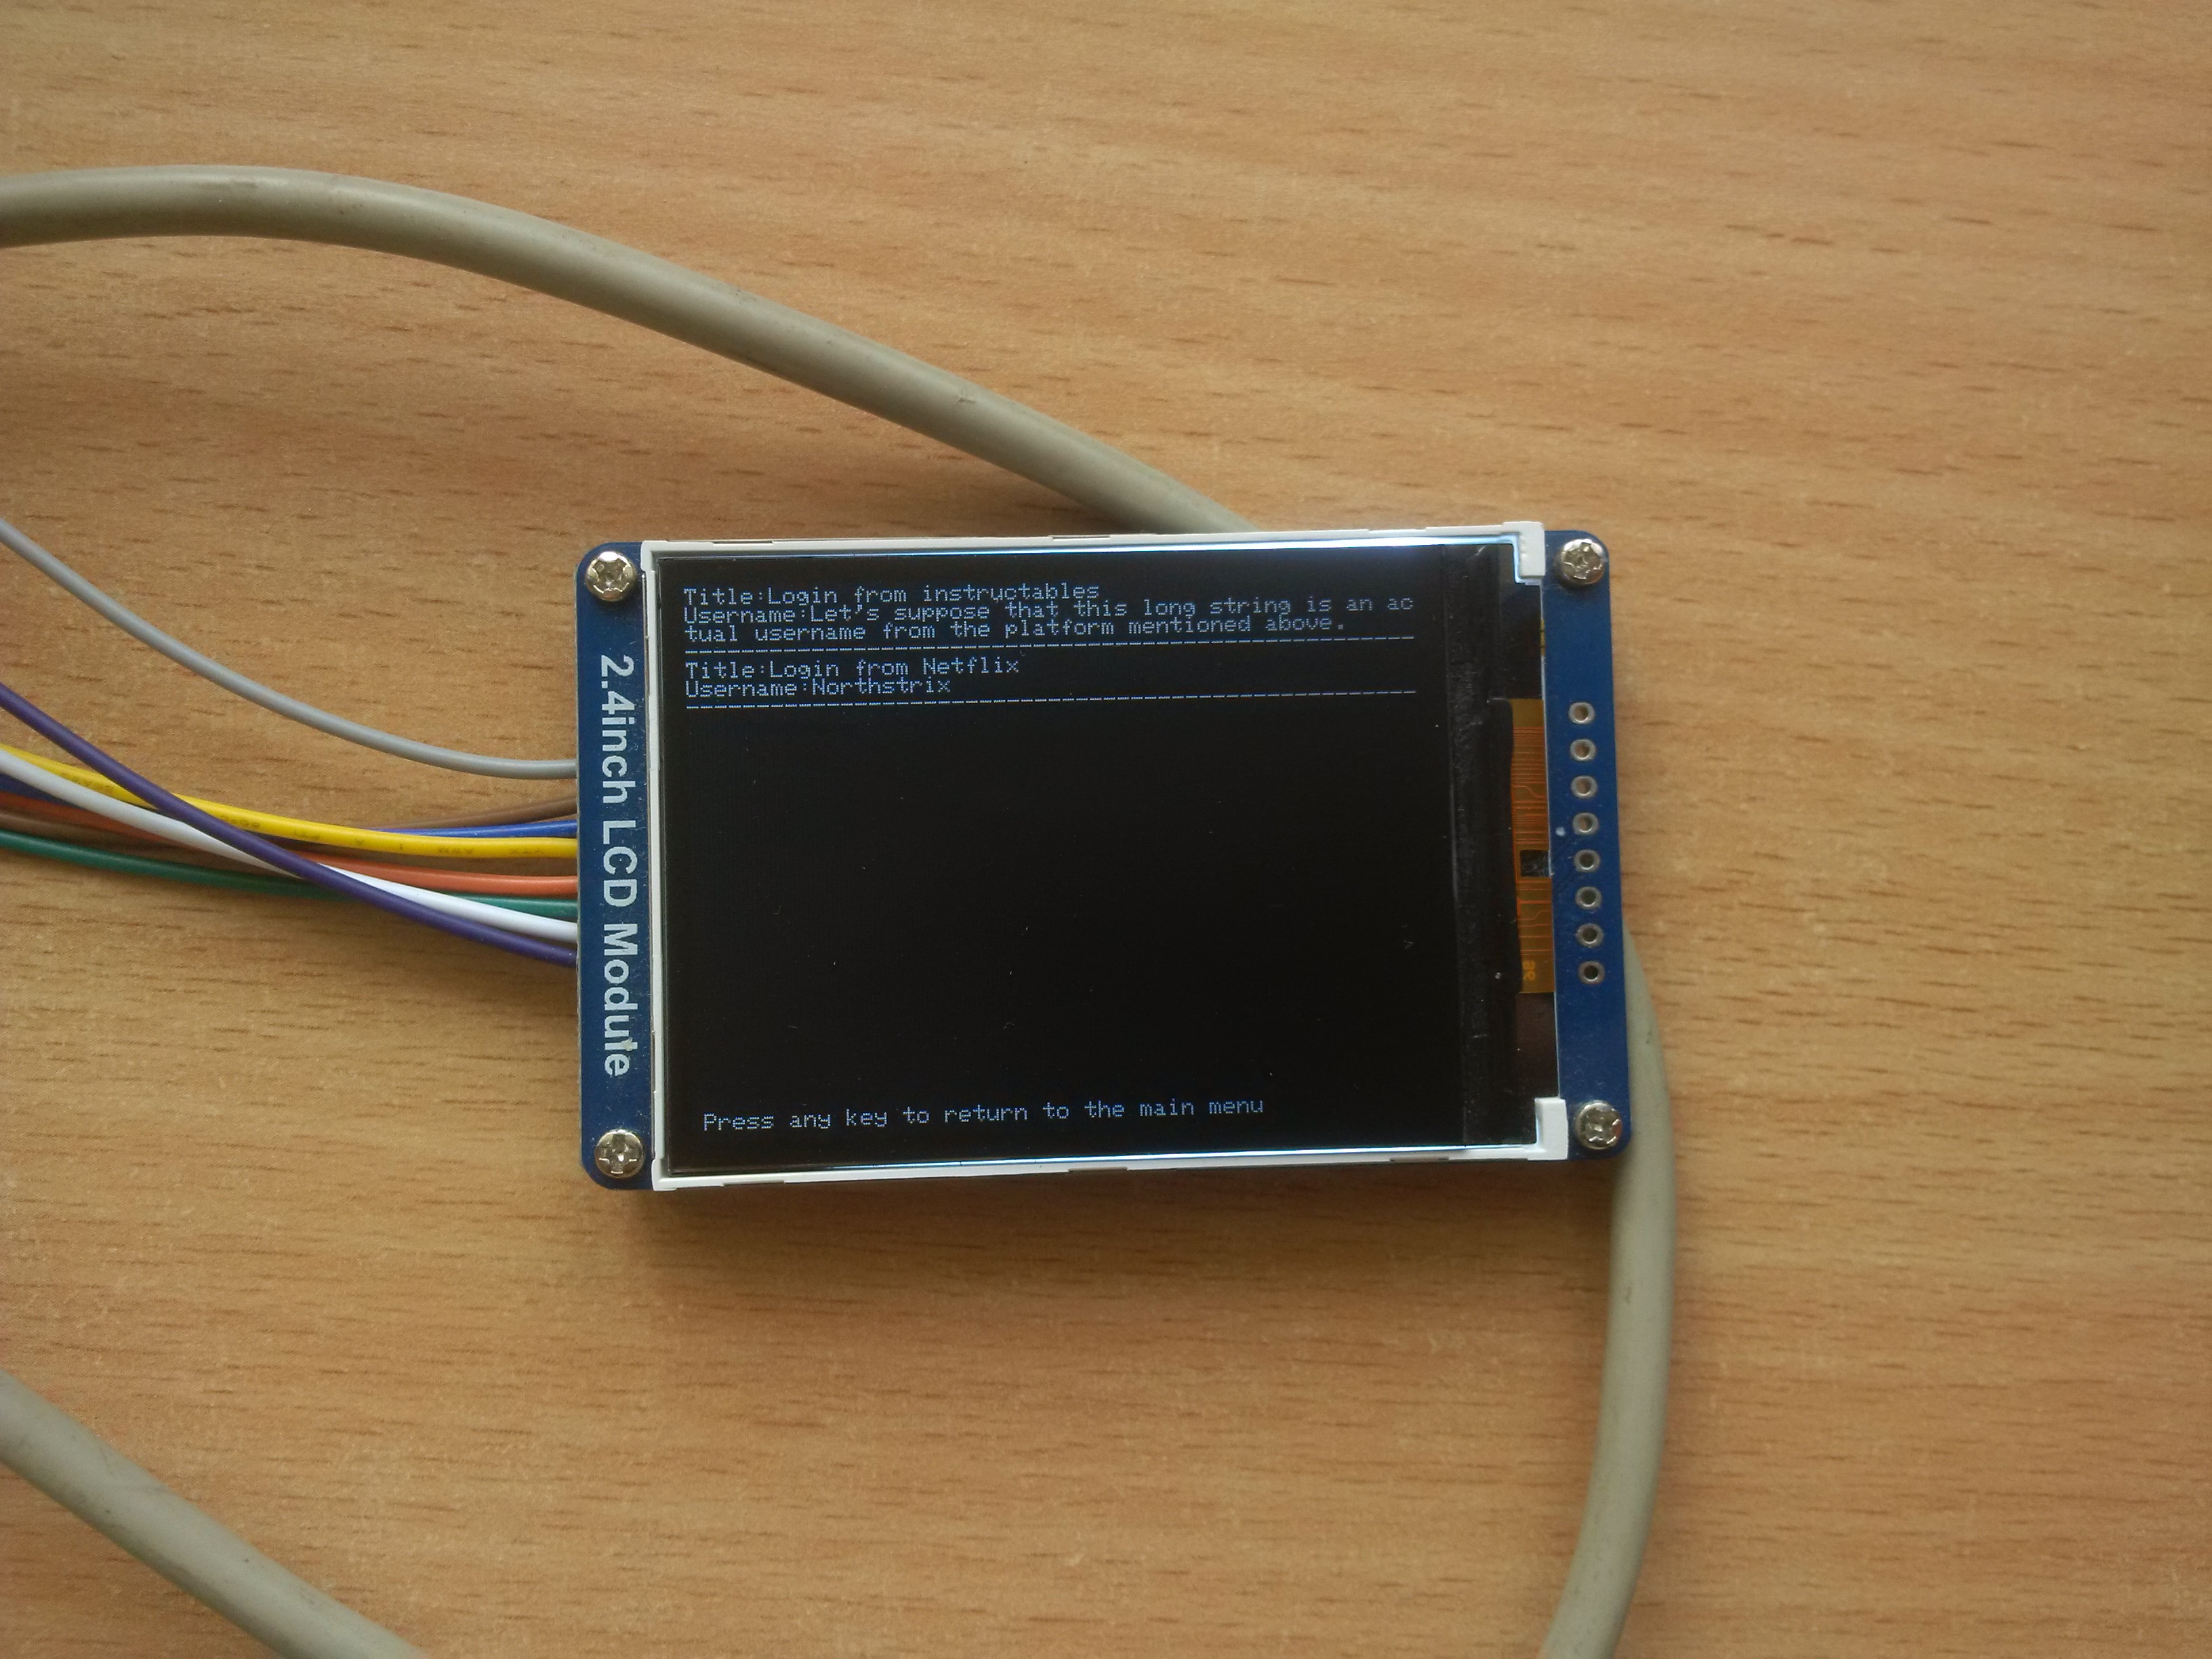 Title:Login from instructables
Username:Let's suppose that this long string is an ac
tual username from the platform mentioned above.
----------------------------------------------------
Title:Login from Netflix
Username:Northstrix
----------------------------------------------------
Press any key to return to the main menu
2.4inch LCD Module